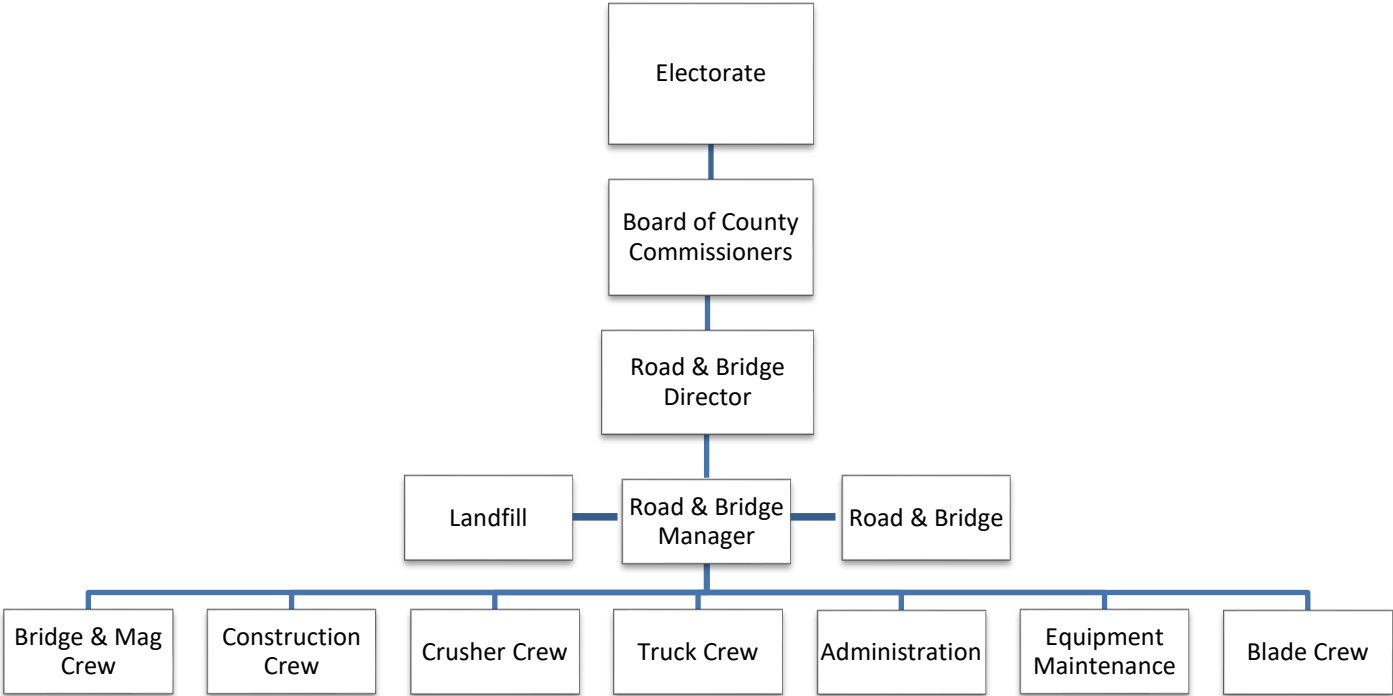 Electorate
Board of County
Commissioners
Road & Bridge
Director
Landfill
Road & Bridge
Manager
Road & Bridge
Bridge & Mag
Crew
Construction
Crew
Crusher Crew
Truck Crew
Administration
Equipment
Maintenance
Blade Crew